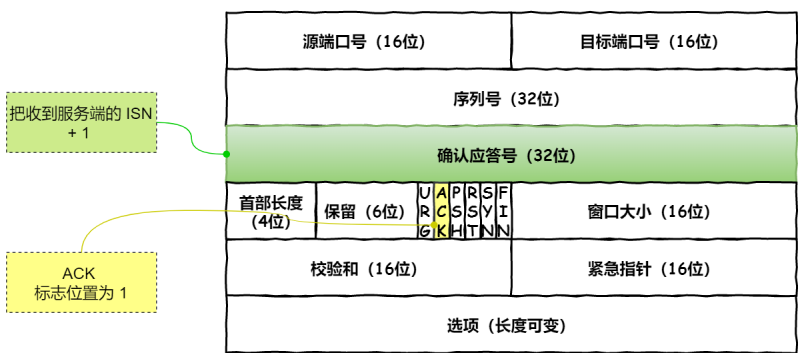 源端口号（16位）
目标端口号（16位）
序列号（32位）
把收到服务端的 ISN
+ 1
确认应答号（32位）
首部长度
（4位）
保留（6位）
URG
ACK
PSH
RST
SYN
FIN
窗口大小（16位）
ACK
标志位置为 1
校验和（16位）
紧急指针（16位）
选项（长度可变）